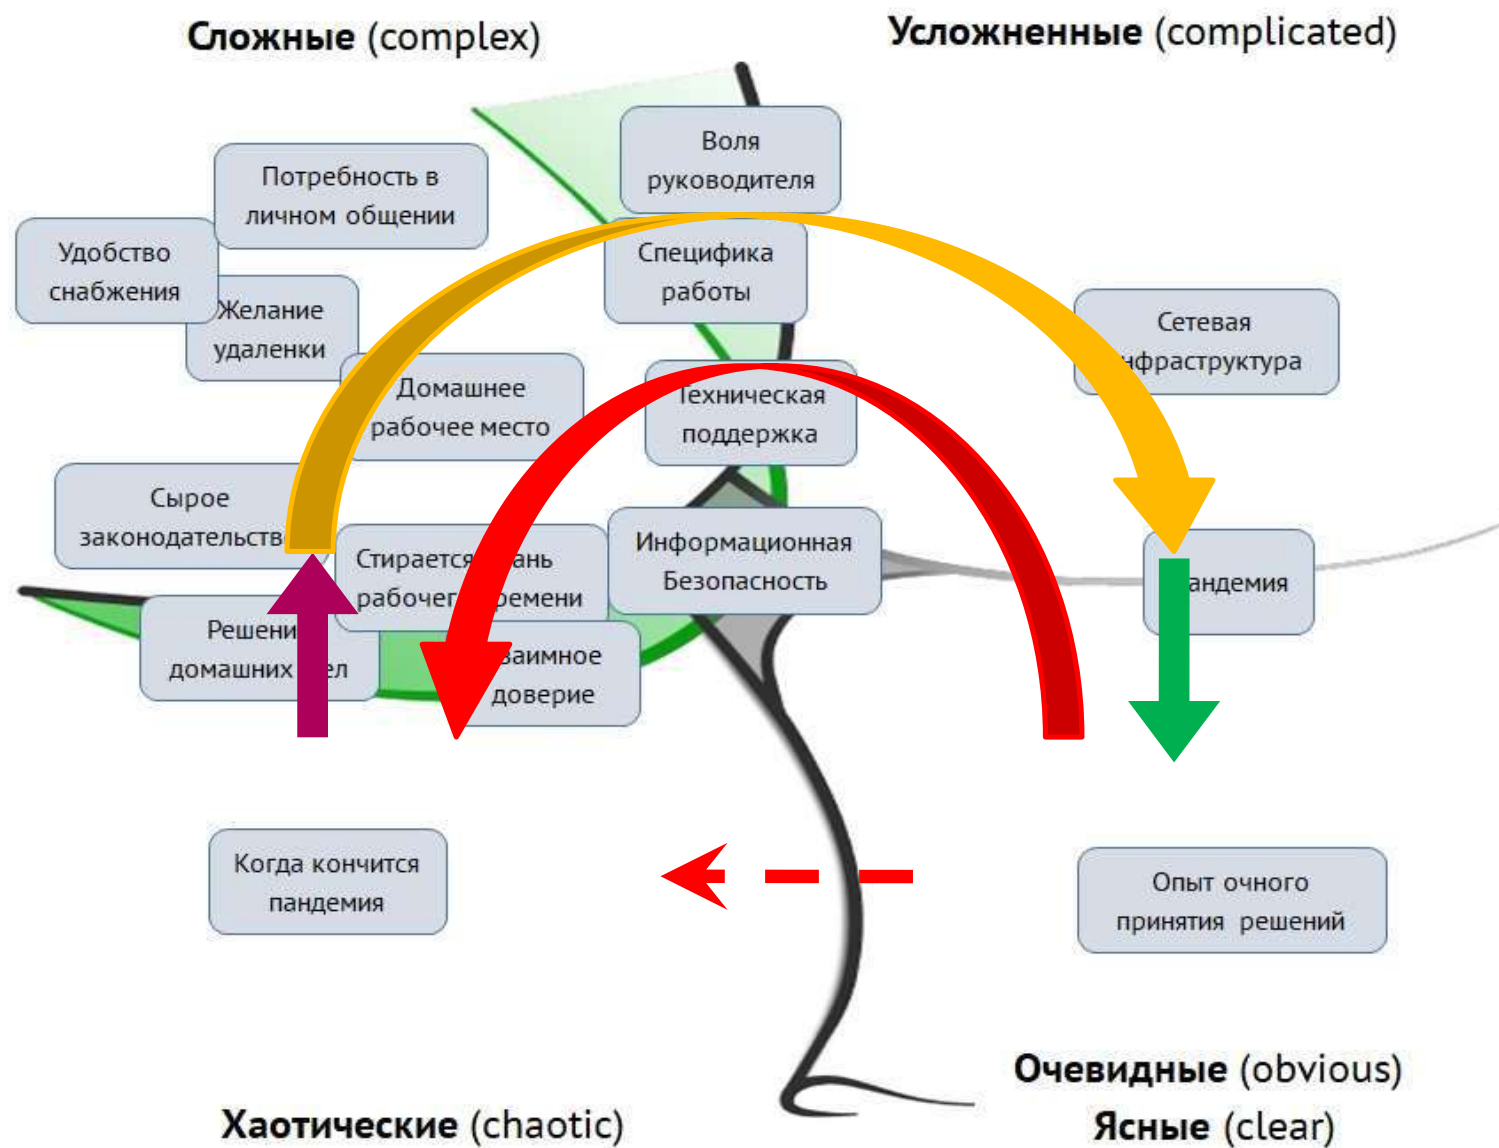 Сложные (complex)
Усложненные (complicated)
Воля
руководителя
Потребность в
личном общении
Удобство
снабжения
Специфика
работы
Желание
удаленки
Сетевая
нфраструктура
Домашнее
рабочее место
Техническая
поддержка
Сырое
законодательств
Стирается ань
рабочег ремени
Информационная
Безопасность
андемия
Решени
домашних ел
заимное
доверие
Когда кончится
пандемия
Опыт очного
принятия решений
Очевидные (obvious)
Ясные (clear)
Хаотические (chaotic)